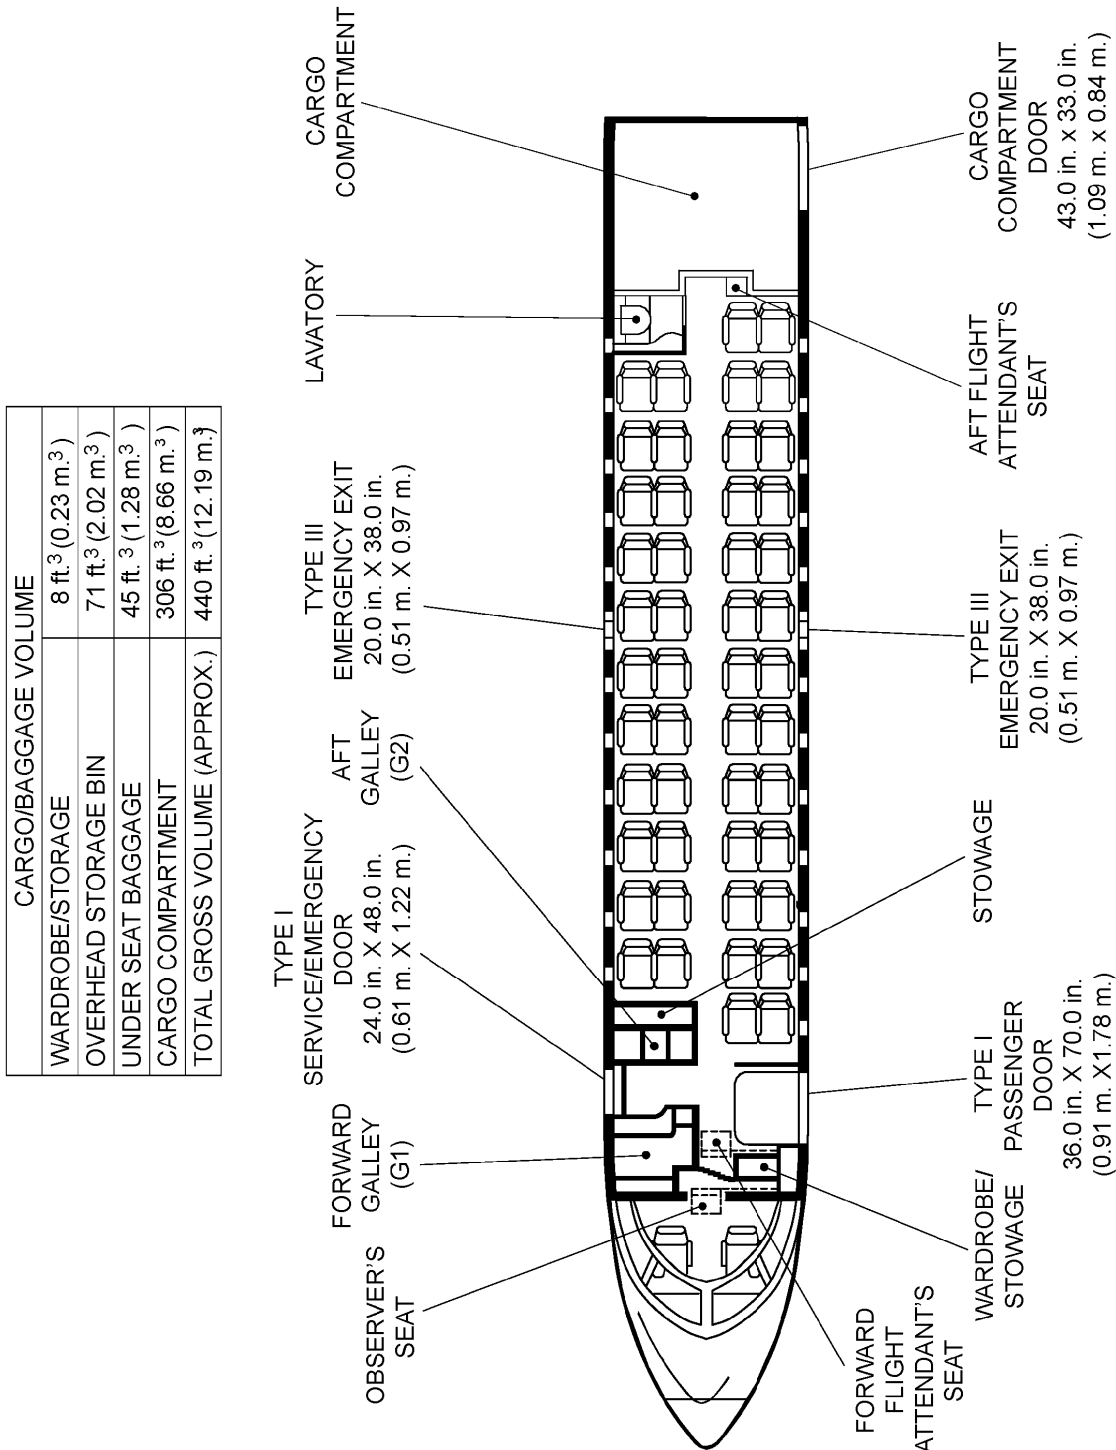 CARGO/BAGGAGE VOLUME
WARDROBE/STORAGE 8 ft.³ (0.23 m.³)
OVERHEAD STORAGE BIN 71 ft.³ (2.02 m.³)
UNDER SEAT BAGGAGE 45 ft.³ (1.28 m.³)
CARGO COMPARTMENT 306 ft.³ (8.66 m.³)
TOTAL GROSS VOLUME (APPROX.) 440 ft.³ (12.19 m.³)
OBSERVER'S
SEAT
FORWARD
GALLEY
(G1)
TYPE I
SERVICE/EMERGENCY
DOOR
24.0 in. X 48.0 in.
(0.61 m. X 1.22 m.)
AFT
GALLEY
(G2)
TYPE III
EMERGENCY EXIT
20.0 in. X 38.0 in.
(0.51 m. X 0.97 m.)
LAVATORY
CARGO
COMPARTMENT
FORWARD
FLIGHT
ATTENDANT'S
SEAT
WARDROBE/
STOWAGE
TYPE I
PASSENGER
DOOR
36.0 in. X 70.0 in.
(0.91 m. X1.78 m.)
STOWAGE
TYPE III
EMERGENCY EXIT
20.0 in. X 38.0 in.
(0.51 m. X 0.97 m.)
AFT FLIGHT
ATTENDANT'S
SEAT
CARGO
COMPARTMENT
DOOR
43.0 in. x 33.0 in.
(1.09 m. x 0.84 m.)